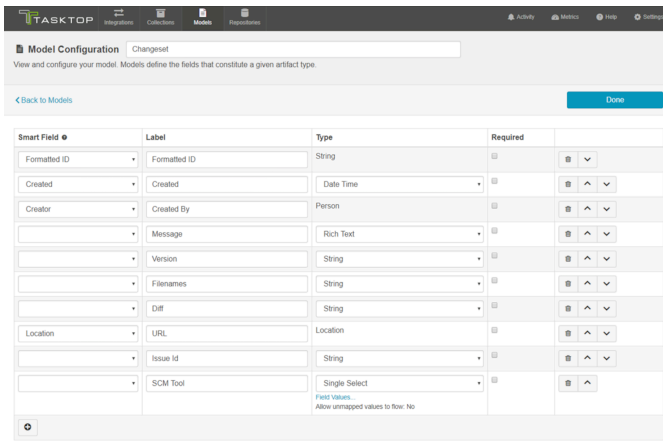 TASKTOP
Integrations
Collections
Models
Repositories
Activity
Metrics
Help
Settings
Model Configuration
Changeset
View and configure your model. Models define the fields that constitute a given artifact type.
Back to Models
Done
Smart Field Label Type Required
Formatted ID Formatted ID String
Created Created Date Time
Creator Created By Person
Message Rich Text
Version String
Filenames String
Diff String
Location URL Location
Issue Id String
SCM Tool Single Select
Field Values...
Allow unmapped values to flow: No